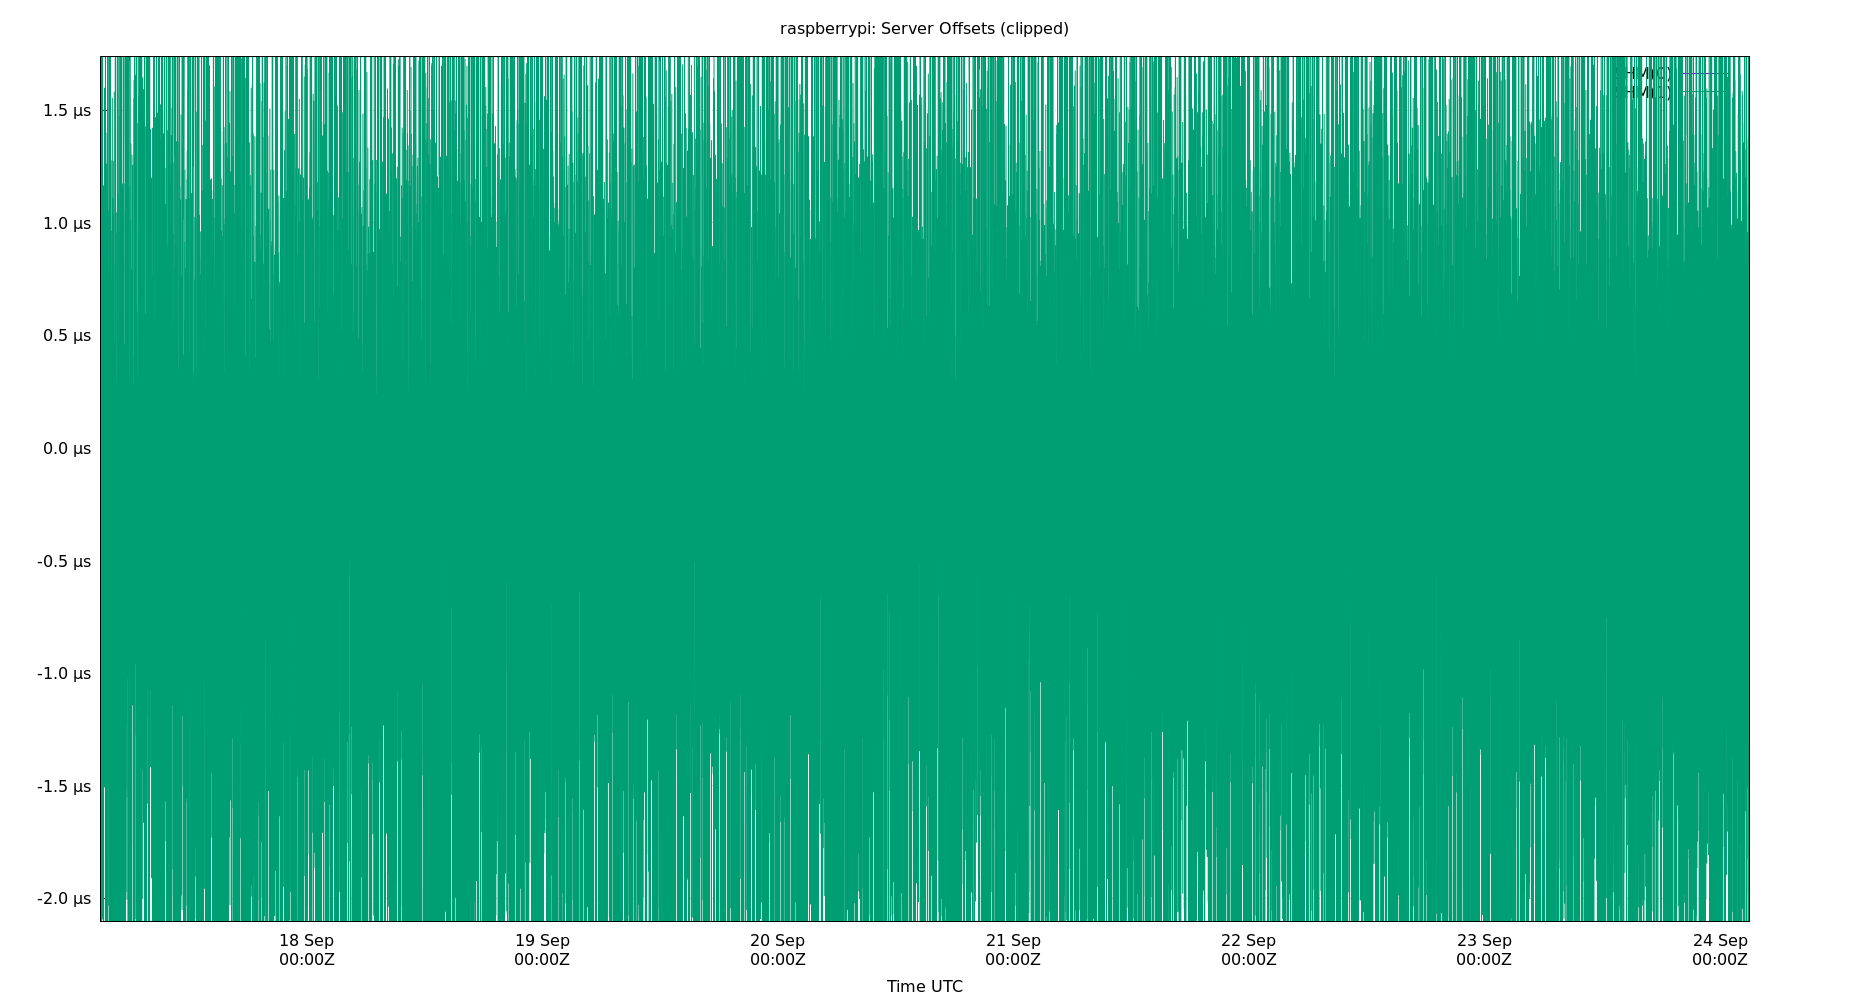 raspberrypi: Server Offsets (clipped)
1.5 µs
1.0 µs
0.5 µs
0.0 µs
-0.5 µs
-1.0 µs
-1.5 µs
-2.0 µs
18 Sep
00:00Z
19 Sep
00:00Z
20 Sep
00:00Z
21 Sep
00:00Z
22 Sep
00:00Z
23 Sep
00:00Z
24 Sep
00:00Z
Time UTC